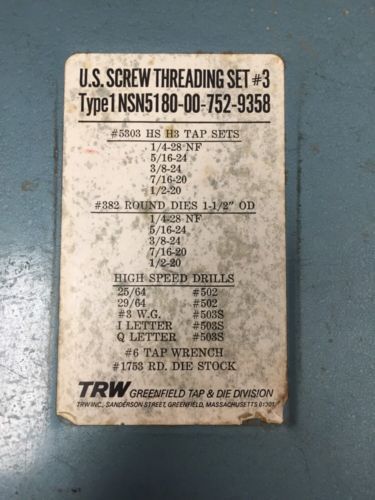 U.S. SCREW THREADING SET #3
Type 1 NSN5180-00-752-9358
#5303 HS H3 TAP SETS
1/4-28 NF
5/16-24
3/8-24
7/16-20
1/2-20
#382 ROUND DIES 1-1/2" OD
1/4-28 NF
5/16-24
3/8-24
7/16-20
1/2-20
HIGH SPEED DRILLS
25/64 #502
29/64 #502
#3 W.G. #503S
I LETTER #503S
Q LETTER #503S
#6 TAP WRENCH
#1753 RD. DIE STOCK
TRW GREENFIELD TAP & DIE DIVISION
TRW INC., SANDERSON STREET, GREENFIELD, MASSACHUSETTS 01301